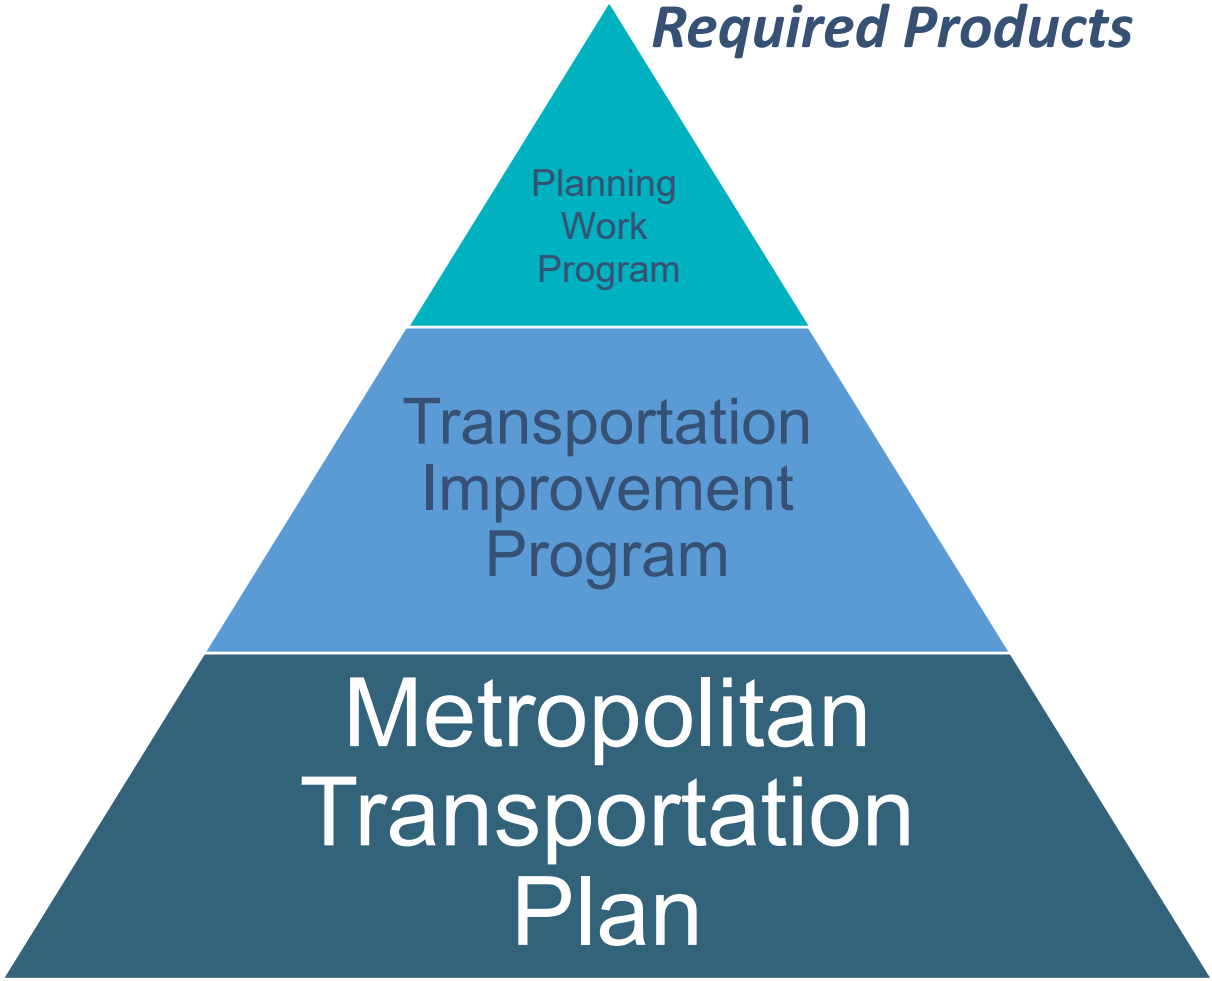 Required Products
Planning
Work
Program
Transportation
Improvement
Program
Metropolitan
Transportation
Plan